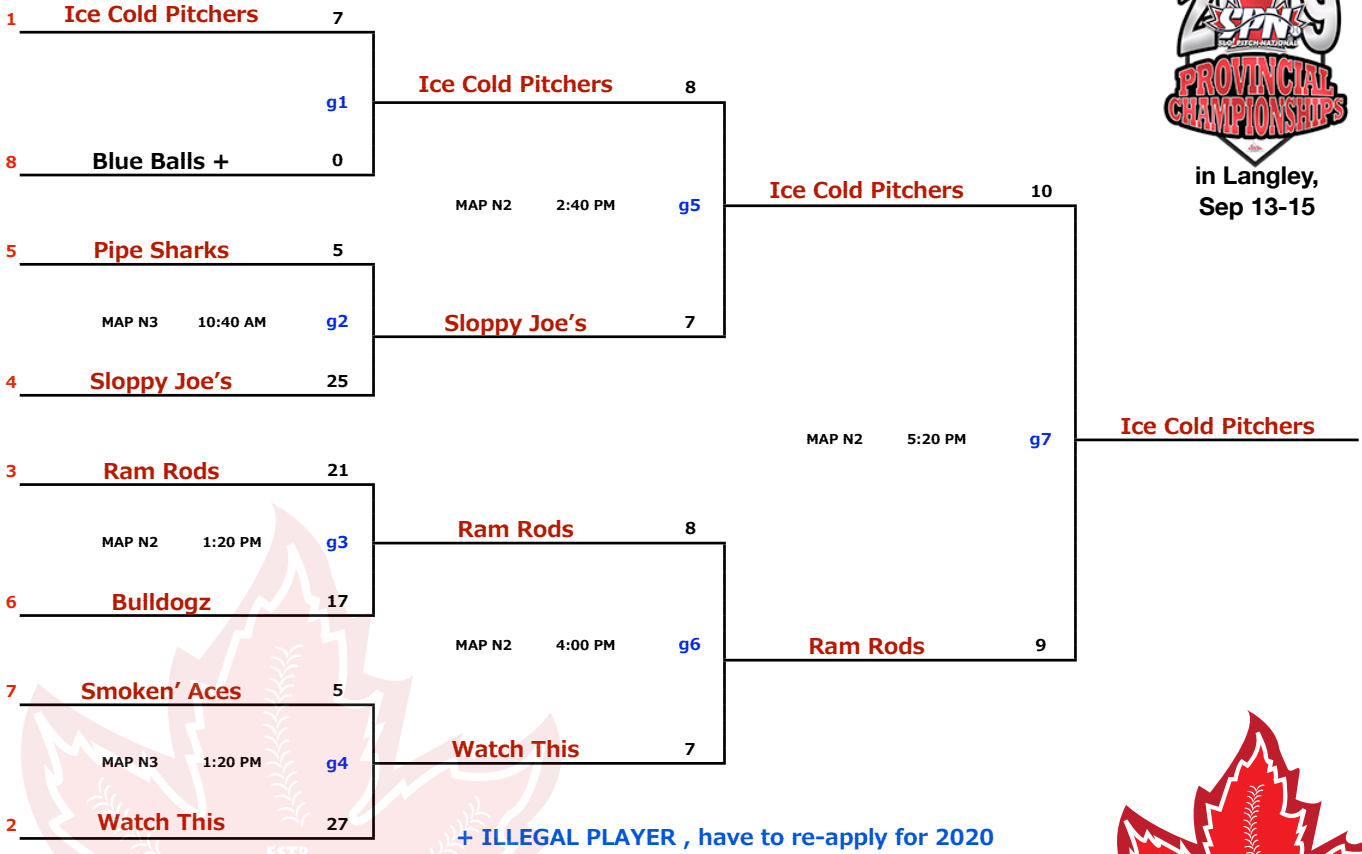 1 Ice Cold Pitchers 7
g1
8 Blue Balls + 0
5 Pipe Sharks 5
MAP N3 10:40 AM g2
4 Sloppy Joe’s 25
3 Ram Rods 21
MAP N2 1:20 PM g3
6 Bulldogz 17
7 Smoken’ Aces 5
MAP N3 1:20 PM g4
2 Watch This 27
ESTD
Ice Cold Pitchers 8
MAP N2 2:40 PM g5
Sloppy Joe’s 7
Ram Rods 8
MAP N2 4:00 PM g6
Watch This 7
Ice Cold Pitchers 10
MAP N2 5:20 PM g7
Ram Rods 9
Ice Cold Pitchers
SPN
SLO-PITCH NATIONAL
PROVINCIAL
CHAMPIONSHIPS
in Langley,
Sep 13-15
+ ILLEGAL PLAYER , have to re-apply for 2020